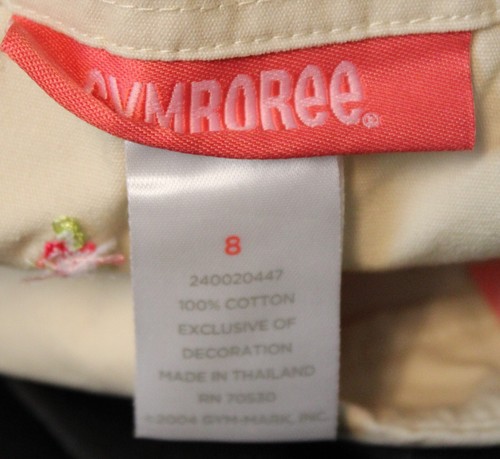 GYMBOREE®
8
240020447
100% COTTON
EXCLUSIVE OF
DECORATION
MADE IN THAILAND
RN 70530
©2004 GYM-MARK, INC.